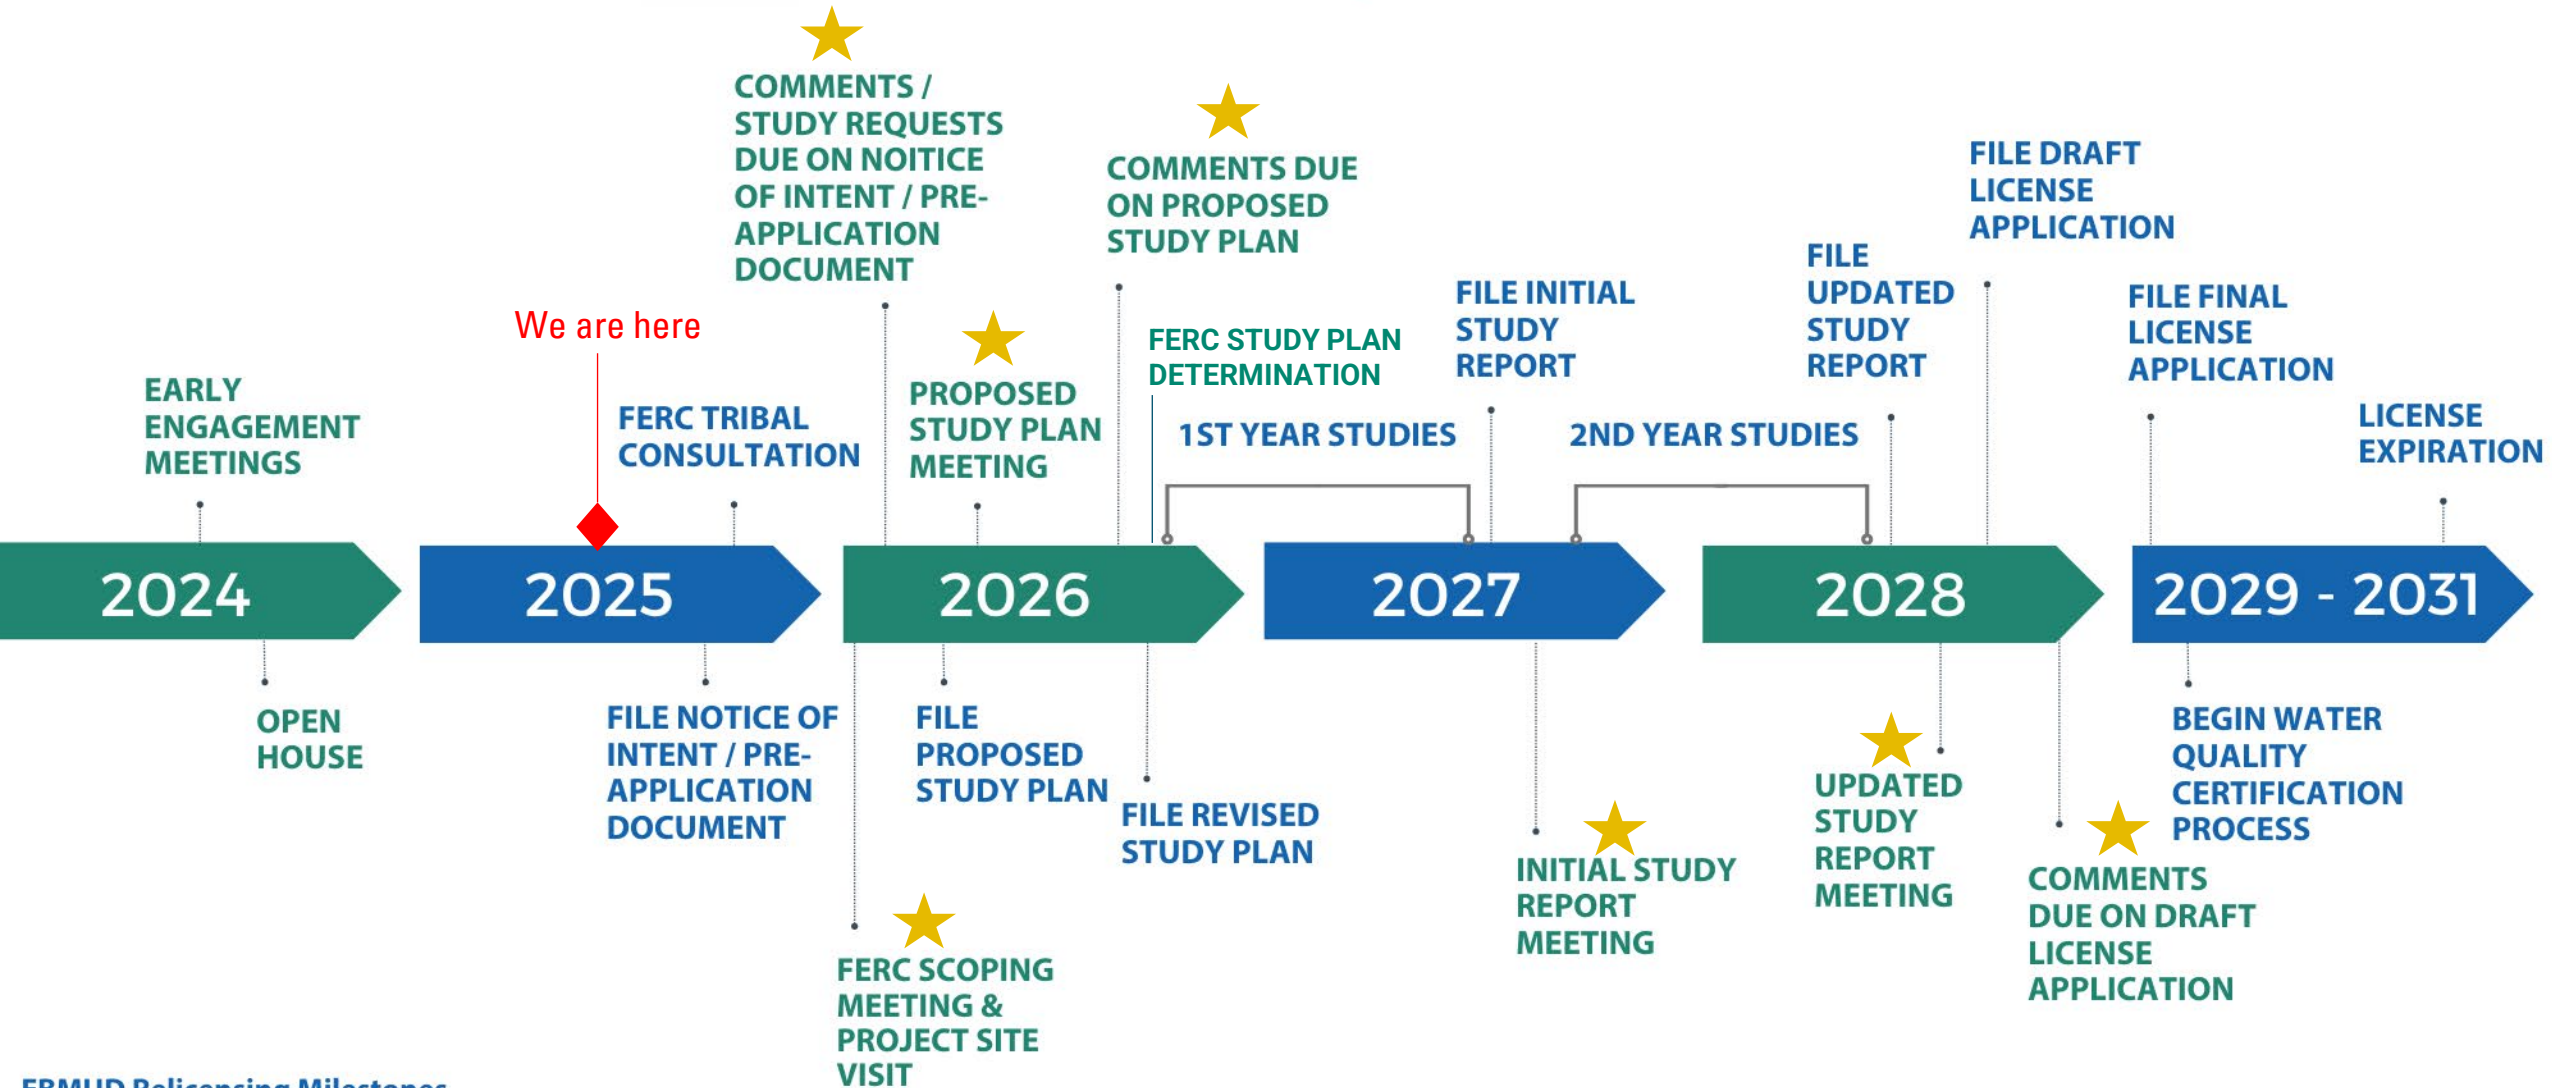 COMMENTS /
STUDY REQUESTS
DUE ON NOITICE
OF INTENT / PRE-
APPLICATION
DOCUMENT
COMMENTS DUE
ON PROPOSED
STUDY PLAN
FILE DRAFT
LICENSE
APPLICATION
FILE
UPDATED
STUDY
REPORT
FILE INITIAL
STUDY
REPORT
FILE FINAL
LICENSE
APPLICATION
We are here
FERC STUDY PLAN
DETERMINATION
EARLY
ENGAGEMENT
MEETINGS
FERC TRIBAL
CONSULTATION
PROPOSED
STUDY PLAN
MEETING
1ST YEAR STUDIES
2ND YEAR STUDIES
LICENSE
EXPIRATION
2024
2025
2026
2027
2028
2029 - 2031
OPEN
HOUSE
FILE NOTICE OF
INTENT / PRE-
APPLICATION
DOCUMENT
FILE
PROPOSED
STUDY PLAN
FILE REVISED
STUDY PLAN
BEGIN WATER
QUALITY
CERTIFICATION
PROCESS
UPDATED
STUDY
REPORT
MEETING
INITIAL STUDY
REPORT
MEETING
COMMENTS
DUE ON DRAFT
LICENSE
APPLICATION
FERC SCOPING
MEETING &
PROJECT SITE
VISIT
EBMUD Relicensing Milestones